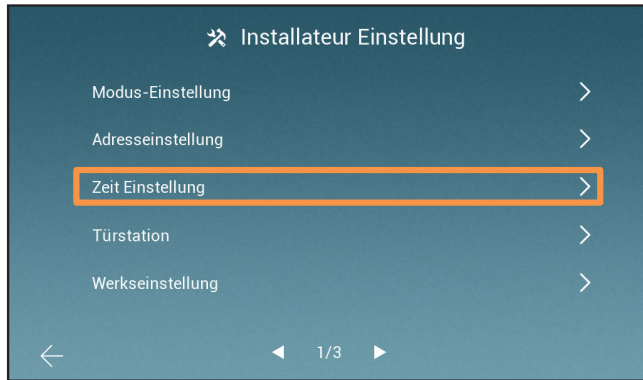 Installateur Einstellung
Modus-Einstellung
Adresseinstellung
Zeit Einstellung
Türstation
Werkseinstellung
1/3